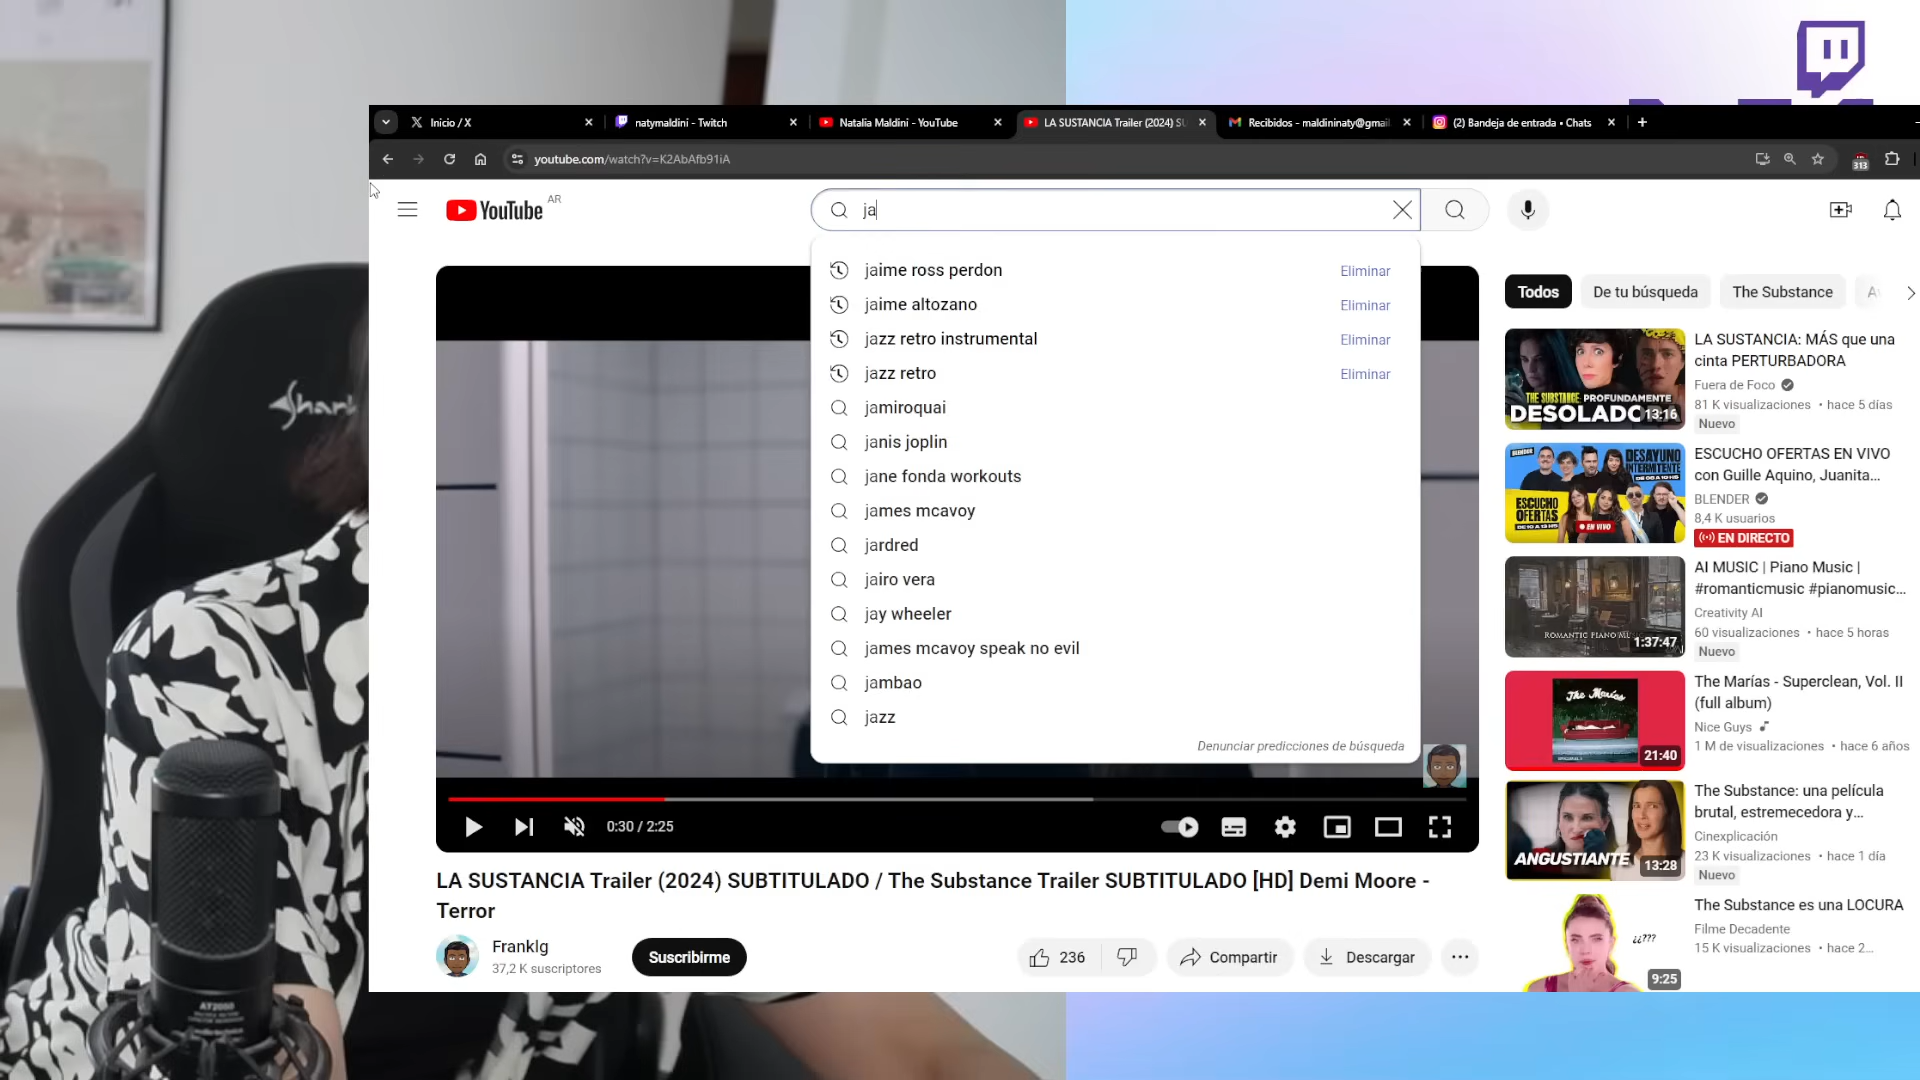 Inicio / X
natymaldini - Twitch
Natalia Maldini - YouTube
LA SUSTANCIA Trailer (2024) SU
Recibidos - maldininaty@gmai
(2) Bandeja de entrada • Chats
youtube.com/watch?v=K2AbAfb91iA
313
YouTube AR
ja
jaime ross perdon Eliminar
jaime altozano Eliminar
jazz retro instrumental Eliminar
jazz retro Eliminar
jamiroquai
janis joplin
jane fonda workouts
james mcavoy
jardred
jairo vera
jay wheeler
james mcavoy speak no evil
jambao
jazz
Denunciar predicciones de búsqueda
0:30 / 2:25
LA SUSTANCIA Trailer (2024) SUBTITULADO / The Substance Trailer SUBTITULADO [HD] Demi Moore -
Terror
Franklg
37,2 K suscriptores
Suscribirme
236
Compartir
Descargar
Todos
De tu búsqueda
The Substance
THE SUBSTANCE: PROFUNDAMENTE
13:16
LA SUSTANCIA: MÁS que una
cinta PERTURBADORA
Fuera de Foco
81 K visualizaciones • hace 5 días
Nuevo
BLENDER
DESAYUNO
ESCUCHO
OFERTAS
EN VIVO
ESCUCHO OFERTAS EN VIVO
con Guille Aquino, Juanita...
BLENDER
8,4 K usuarios
EN DIRECTO
1:37:47
AI MUSIC | Piano Music |
#romanticmusic #pianomusic...
Creativity AI
60 visualizaciones • hace 5 horas
Nuevo
The Marías
21:40
The Marías - Superclean, Vol. II
(full album)
Nice Guys
1 M de visualizaciones • hace 6 años
ANGUSTIANTE
13:28
The Substance: una película
brutal, estremecedora y...
Cinexplicación
23 K visualizaciones • hace 1 día
Nuevo
¿¿???
9:25
The Substance es una LOCURA
Filme Decadente
15 K visualizaciones • hace 2...
Shark
AT2020